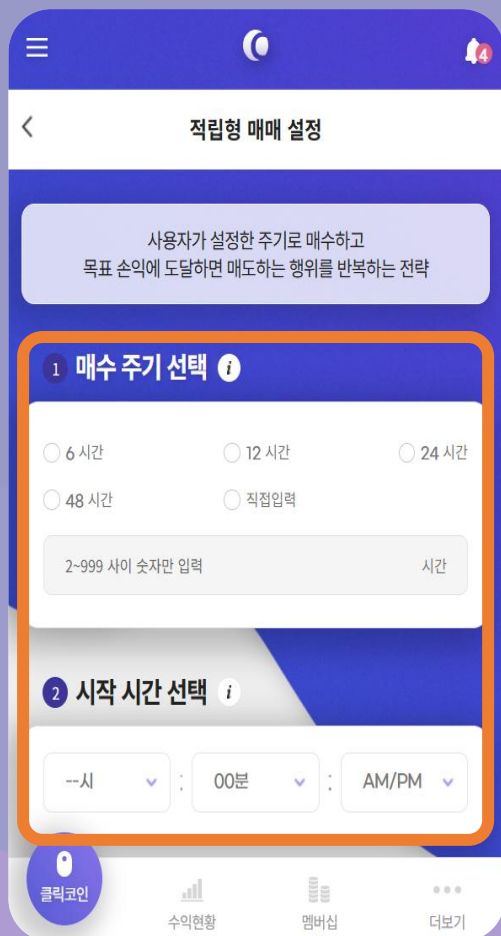 4
적립형 매매 설정
사용자가 설정한 주기로 매수하고
목표 손익에 도달하면 매도하는 행위를 반복하는 전략
1 매수 주기 선택 i
6 시간 12 시간 24 시간
48 시간 직접입력
2~999 사이 숫자만 입력 시간
2 시작 시간 선택 i
--시 : 00분 : AM/PM
클릭코인
수익현황 멤버십 더보기